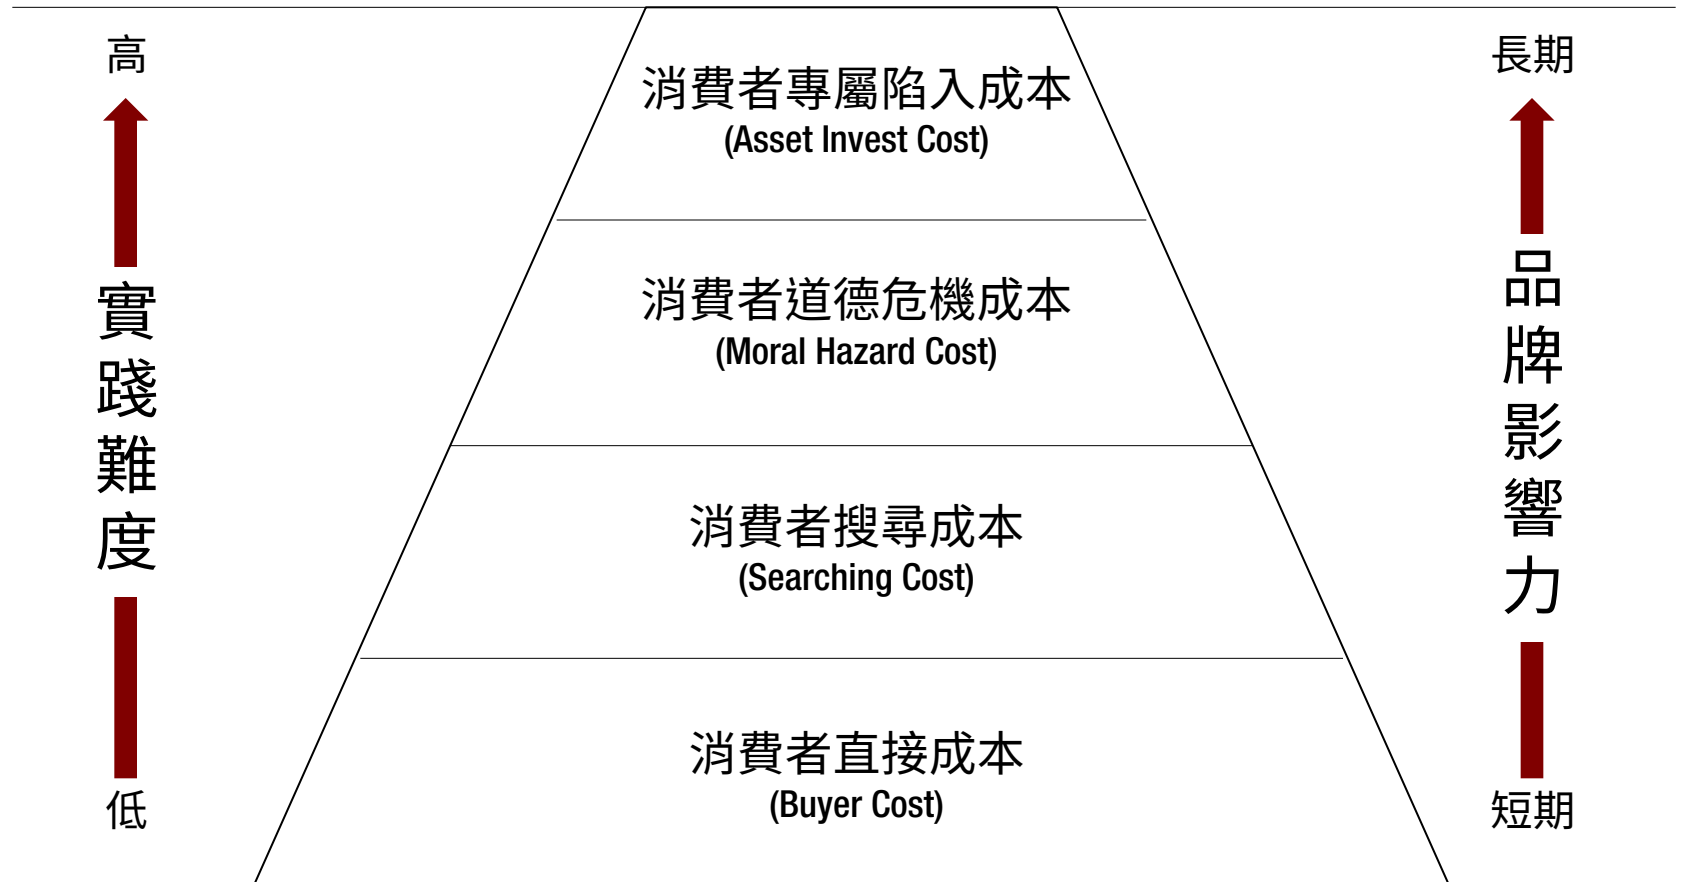 高
實踐難度
低
消費者專屬陷入成本
(Asset Invest Cost)
消費者道德危機成本
(Moral Hazard Cost)
消費者搜尋成本
(Searching Cost)
消費者直接成本
(Buyer Cost)
長期
品牌影響力
短期